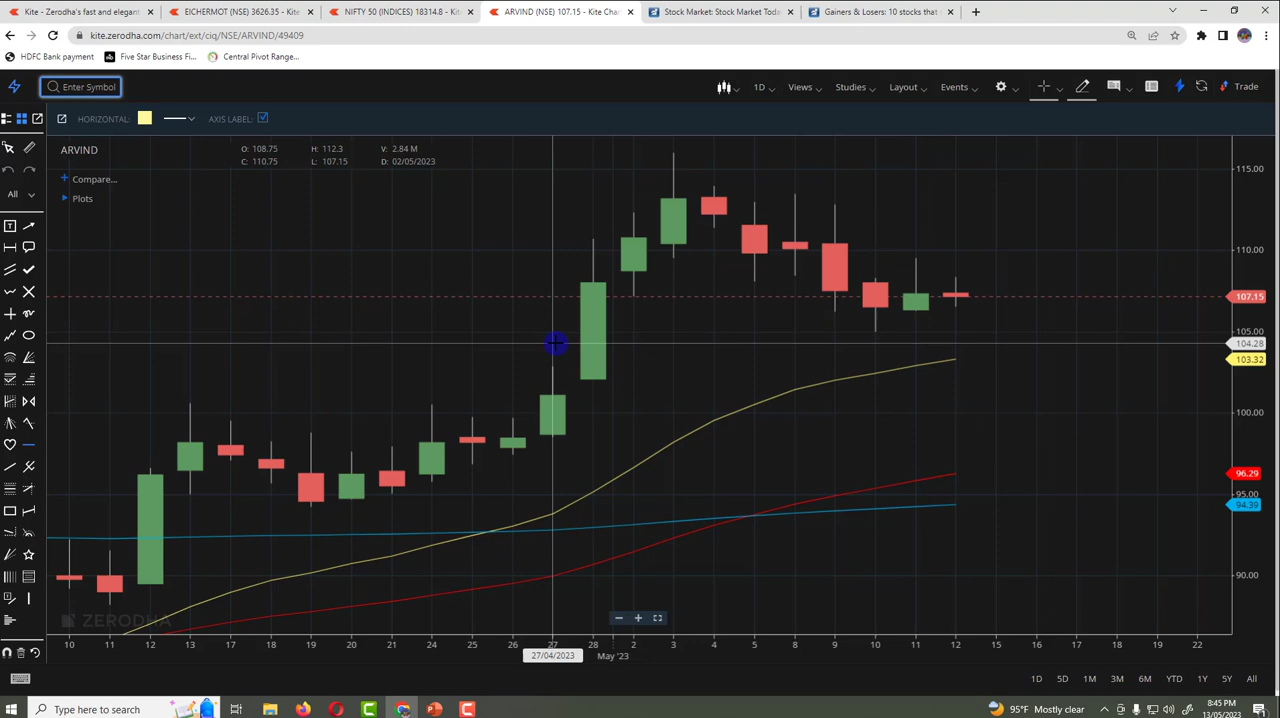 Kite - Zerodha's fast and elegant
EICHERMOT (NSE) 3626.35 - Kite
NIFTY 50 (INDICES) 18314.8 - Kite
ARVIND (NSE) 107.15 - Kite Char
Stock Market: Stock Market Toda
Gainers & Losers: 10 stocks that
kite.zerodha.com/chart/ext/ciq/NSE/ARVIND/49409
HDFC Bank payment
Five Star Business Fi...
Central Pivot Range...
Enter Symbol
1D
Views
Studies
Layout
Events
Trade
HORIZONTAL:
AXIS LABEL:
ARVIND
O: 108.75 H: 112.3 V: 2.84 M
C: 110.75 L: 107.15 D: 02/05/2023
Compare...
Plots
All
115.00
110.00
107.15
105.00
104.28
103.32
100.00
96.29
95.00
94.39
90.00
ZERODHA
10 11 12 13 17 18 19 20 21 24 25 26 27 28 2 3 4 5 8 9 10 11 12 15 16 17 18 19 22
27/04/2023
May '23
1D 5D 1M 3M 6M YTD 1Y 5Y All
Type here to search
95°F Mostly clear
8:45 PM
13/05/2023